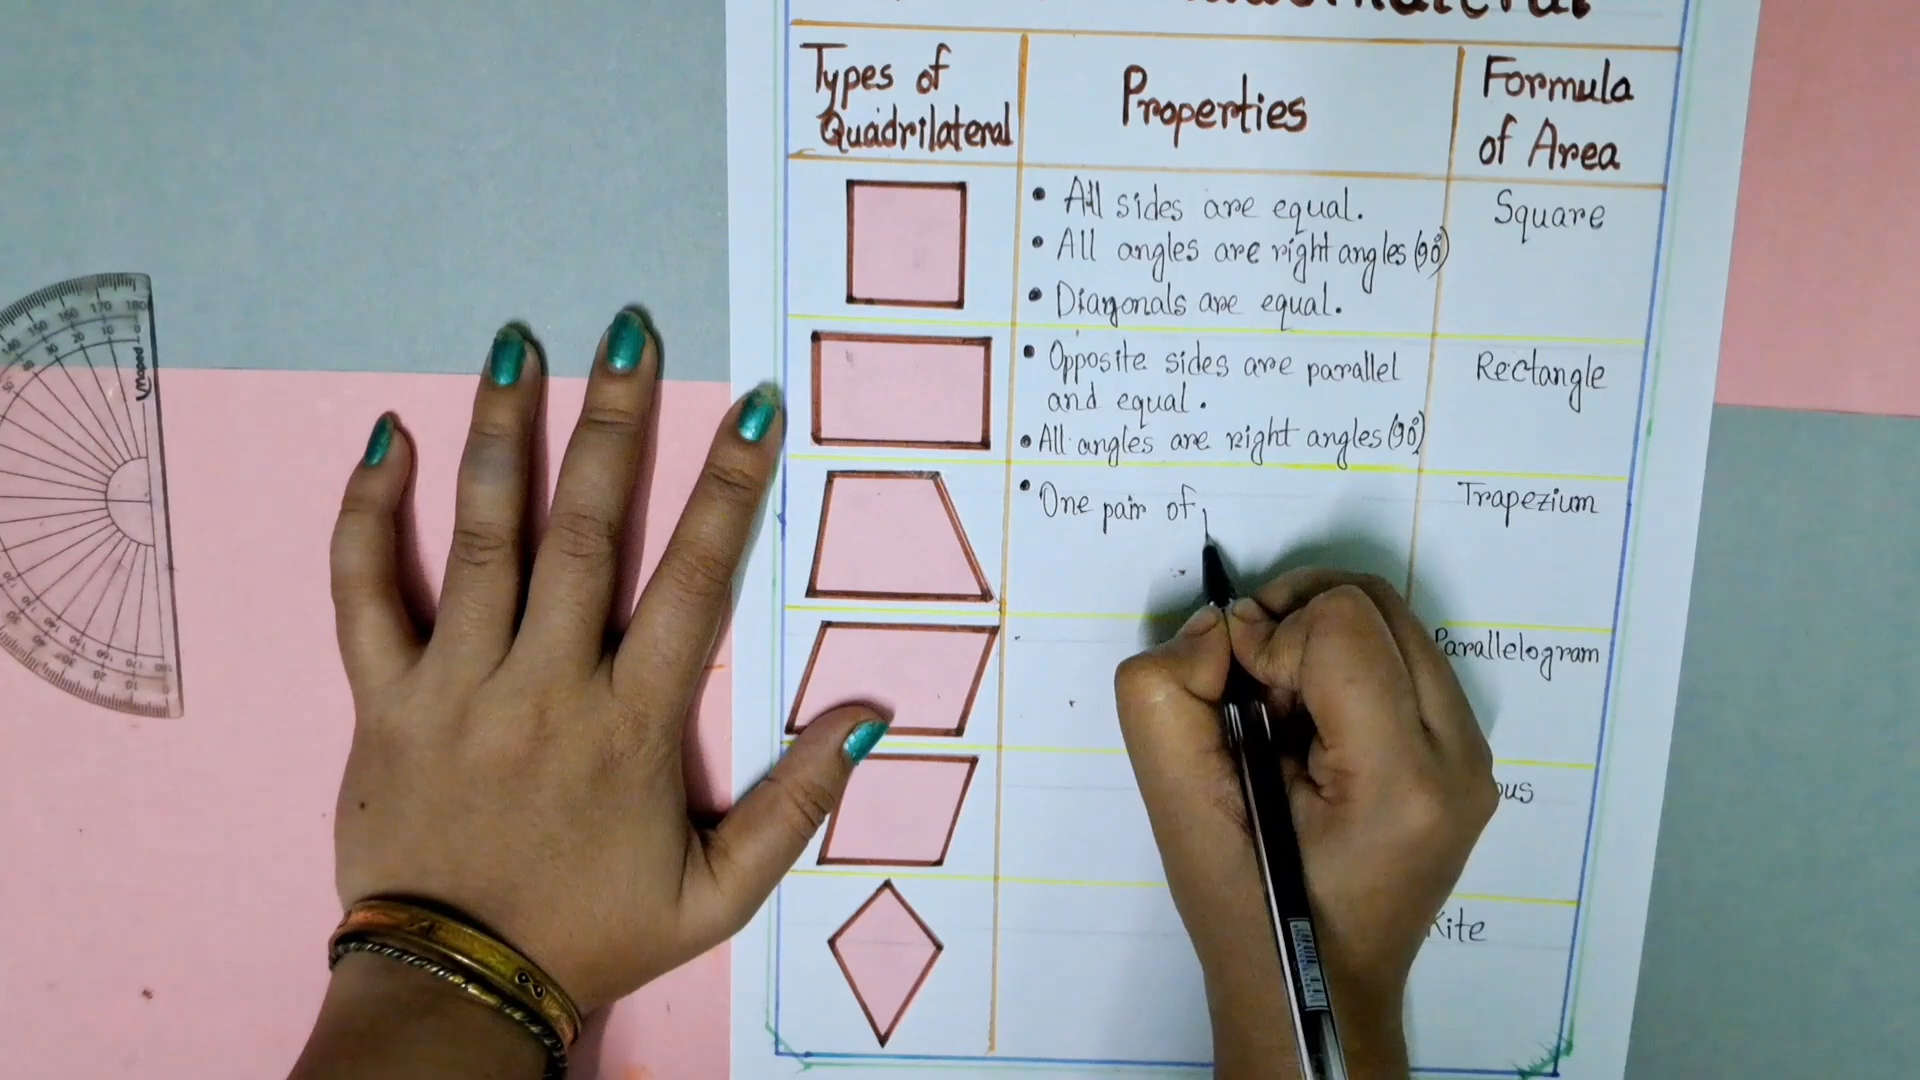 Types of
Quadrilateral
Properties
Formula
of Area
• All sides are equal.
• All angles are right angles (90°)
• Diagonals are equal.
Square
• Opposite sides are parallel
and equal.
• All angles are right angles (90°)
Rectangle
• One pair of
Trapezium
Parallelogram
Kite
Maped